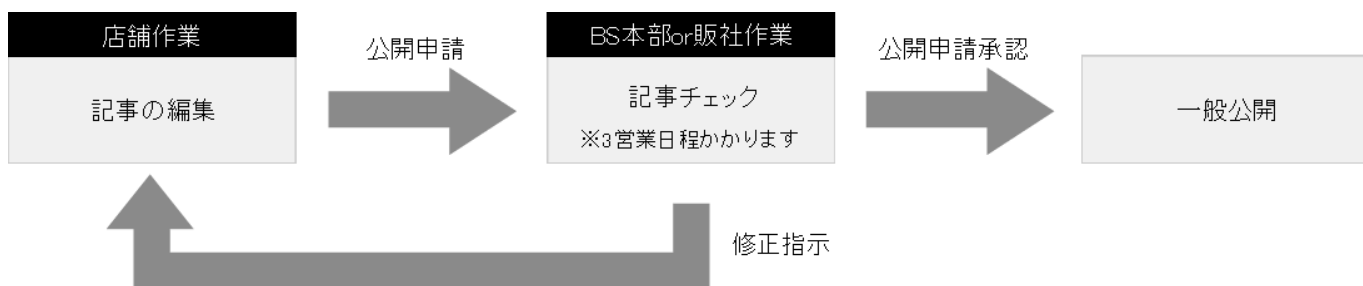 店舗作業
記事の編集
公開申請
BS本部or販社作業
記事チェック
※3営業日程かかります
公開申請承認
一般公開
修正指示